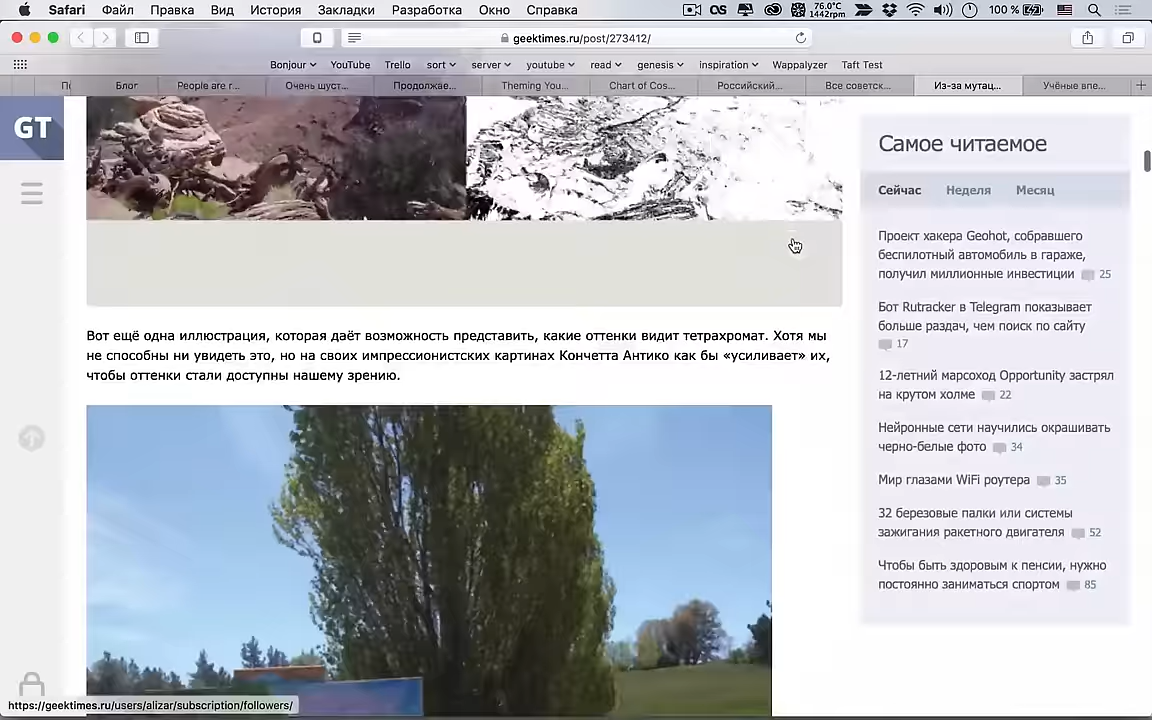 Safari Файл Правка Вид История Закладки Разработка Окно Справка OS 76.0°C 1442rpm 100 %
geektimes.ru/post/273412/
Bonjour YouTube Trello sort server youtube read genesis inspiration Wappalyzer Taft Test
Блог People are r... Очень шуст... Продолжае... Theming You... Chart of Cos... Российский... Все советск... Из-за мутац... Учёные впе...
GT
Самое читаемое
Сейчас Неделя Месяц
Проект хакера Geohot, собравшего
беспилотный автомобиль в гараже,
получил миллионные инвестиции 25
Бот Rutracker в Telegram показывает
больше раздач, чем поиск по сайту
17
12-летний марсоход Opportunity застрял
на крутом холме 22
Нейронные сети научились окрашивать
черно-белые фото 34
Мир глазами WiFi роутера 35
32 березовые палки или системы
зажигания ракетного двигателя 52
Чтобы быть здоровым к пенсии, нужно
постоянно заниматься спортом 85
Вот ещё одна иллюстрация, которая даёт возможность представить, какие оттенки видит тетрахромат. Хотя мы
не способны ни увидеть это, но на своих импрессионистских картинах Кончетта Антико как бы «усиливает» их,
чтобы оттенки стали доступны нашему зрению.
https://geektimes.ru/users/alizar/subscription/followers/